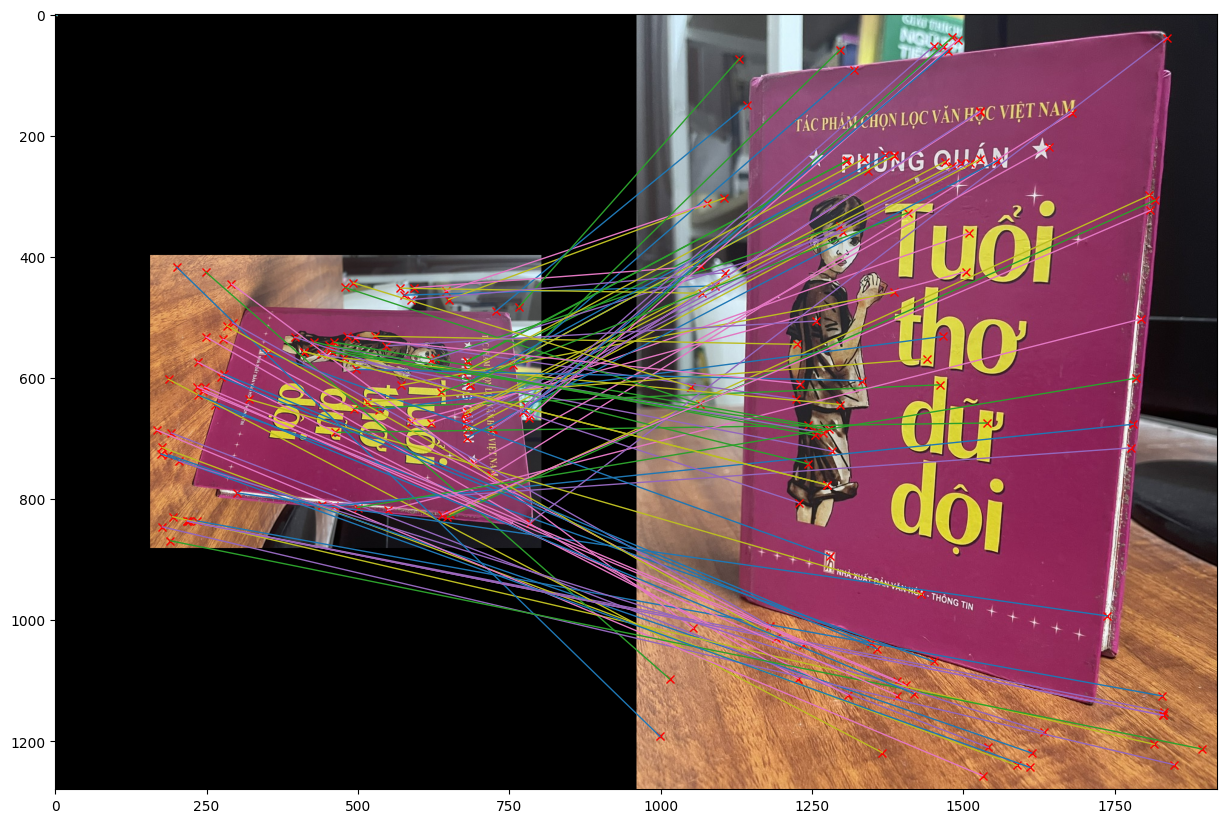 0
200
400
600
800
1000
1200
TÁC PHẨM CHỌN LỌC VĂN HỌC VIỆT NAM
PHÙNG QUÁN
Tuổi
thơ
dữ
dội
NHÀ XUẤT BẢN VĂN HÓA - THÔNG TIN
0 250 500 750 1000 1250 1500 1750